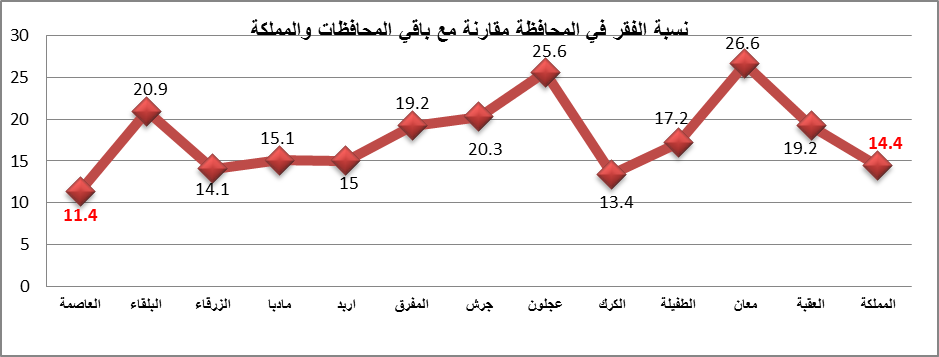 نسبة الفقر في المحافظة مقارنة مع باقي المحافظات والمملكة
30
25
20
15
10
5
0
11.4
20.9
14.1
15.1
15
19.2
20.3
25.6
13.4
17.2
26.6
19.2
14.4
العاصمة
البلقاء
الزرقاء
مادبا
اربد
المفرق
جرش
عجلون
الكرك
الطفيلة
معان
العقبة
المملكة